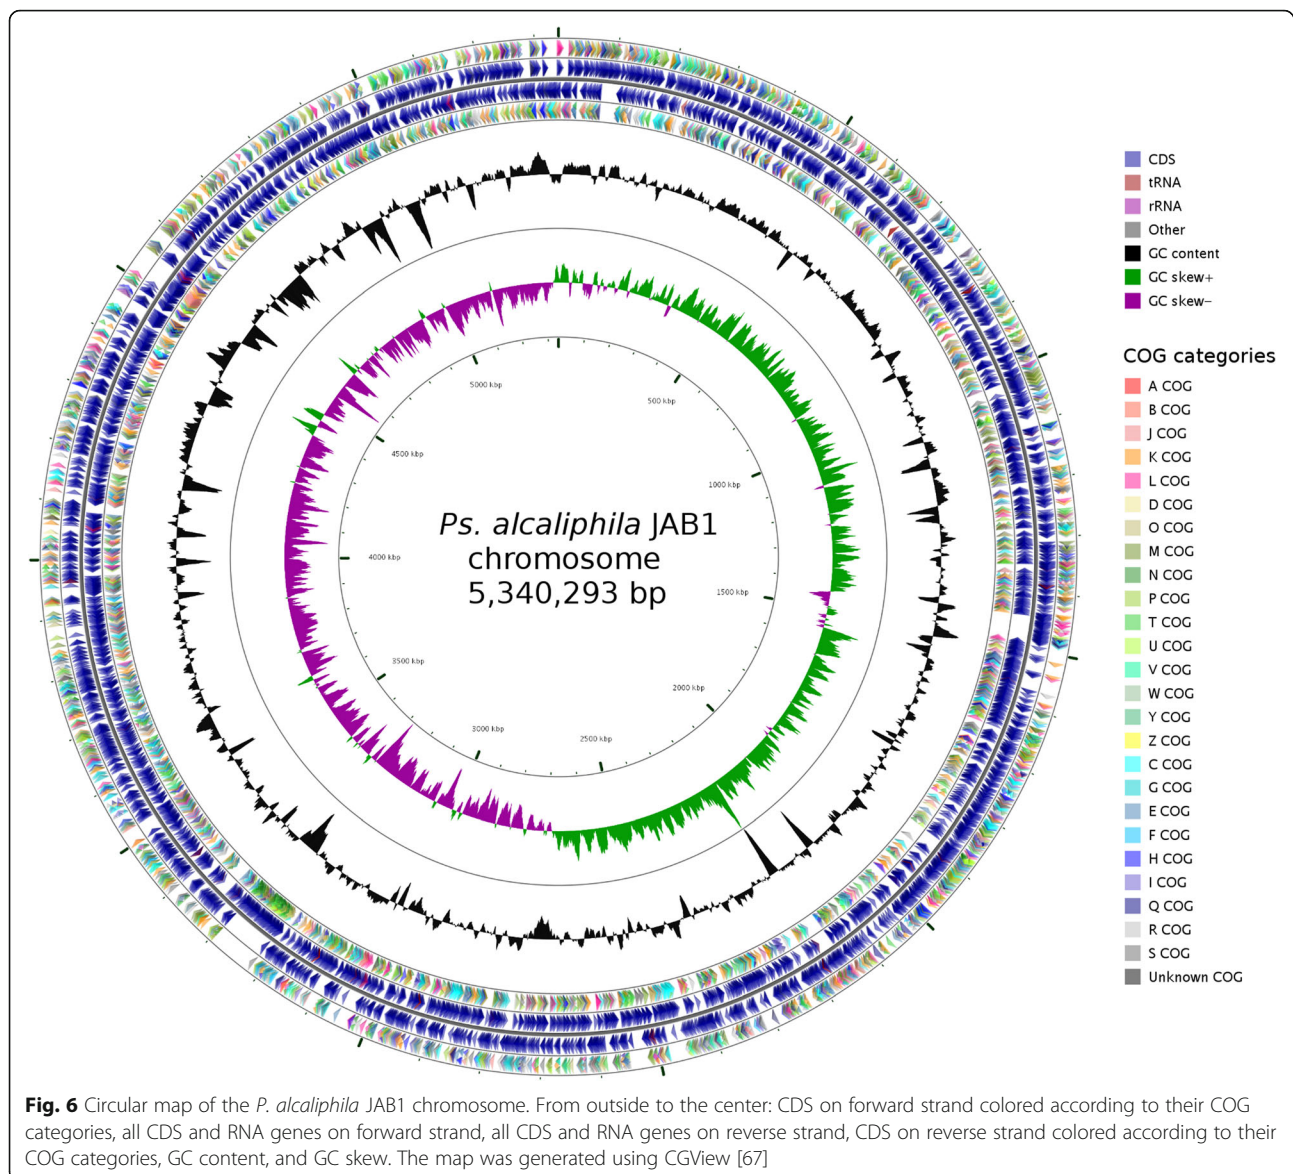 CDS
tRNA
rRNA
Other
GC content
GC skew+
GC skew−
COG categories
A COG
B COG
J COG
K COG
L COG
D COG
O COG
M COG
N COG
P COG
T COG
U COG
V COG
W COG
Y COG
Z COG
C COG
G COG
E COG
F COG
H COG
I COG
Q COG
R COG
S COG
Unknown COG
5000 kbp
500 kbp
4500 kbp
1000 kbp
4000 kbp
1500 kbp
3500 kbp
2000 kbp
3000 kbp
2500 kbp
Ps. alcaliphila JAB1
chromosome
5,340,293 bp
Fig. 6 Circular map of the P. alcaliphila JAB1 chromosome. From outside to the center: CDS on forward strand colored according to their COG
categories, all CDS and RNA genes on forward strand, all CDS and RNA genes on reverse strand, CDS on reverse strand colored according to their
COG categories, GC content, and GC skew. The map was generated using CGView [67]